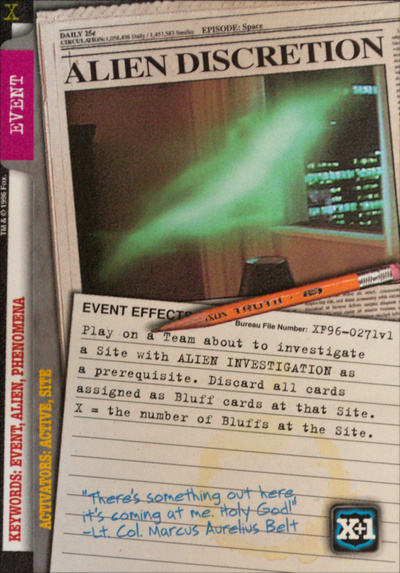 X
DAILY 25¢
EPISODE: Space
CIRCULATION: 1,058,498 Daily / 1,457,583 Sunday
ALIEN DISCRETION
EVENT
TM & © 1996 Fox.
KEYWORDS: EVENT, ALIEN, PHENOMENA
ACTIVATORS: ACTIVE, SITE
TRUTH
EVENT EFFECTS
Bureau File Number: XF96-0271v1
Play on a Team about to investigate
a Site with ALIEN INVESTIGATION as
a prerequisite. Discard all cards
assigned as Bluff cards at that Site.
X = the number of Bluffs at the Site.
"There's something out here,
it's coming at me. Holy God!"
-Lt. Col. Marcus Aurelius Belt
X+1